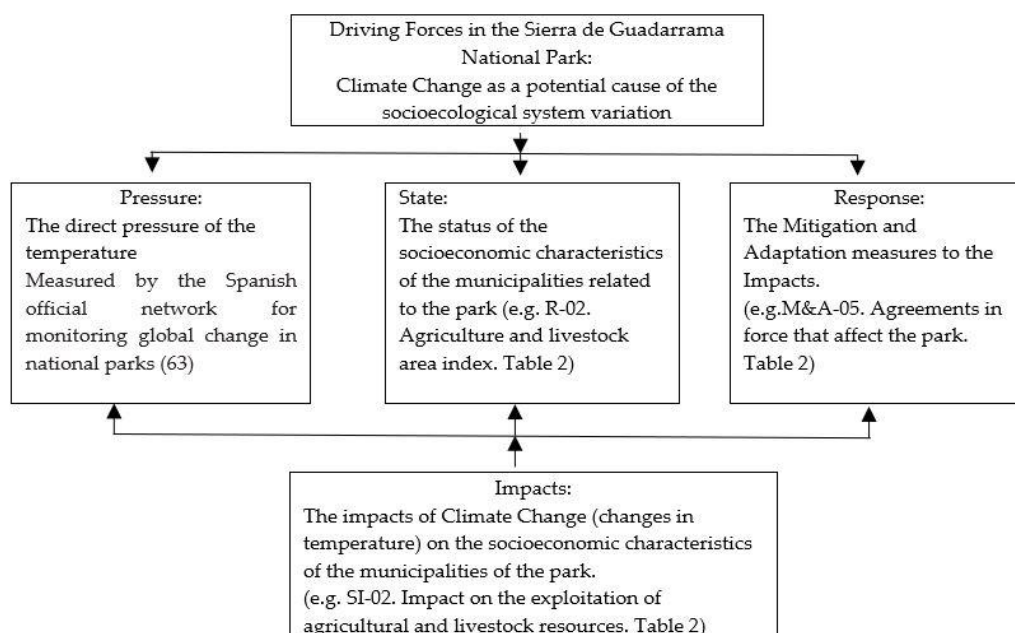 Driving Forces in the Sierra de Guadarrama
National Park:
Climate Change as a potential cause of the
socioecological system variation
Pressure:
The direct pressure of the
temperature
Measured by the Spanish
official network for
monitoring global change in
national parks (63)
State:
The status of the
socioeconomic characteristics
of the municipalities related
to the park (e.g. R-02.
Agriculture and livestock
area index. Table 2)
Response:
The Mitigation and
Adaptation measures to the
Impacts.
(e.g.M&A-05. Agreements in
force that affect the park.
Table 2)
Impacts:
The impacts of Climate Change (changes in
temperature) on the socioeconomic characteristics
of the municipalities of the park.
(e.g. SI-02. Impact on the exploitation of
agricultural and livestock resources. Table 2)